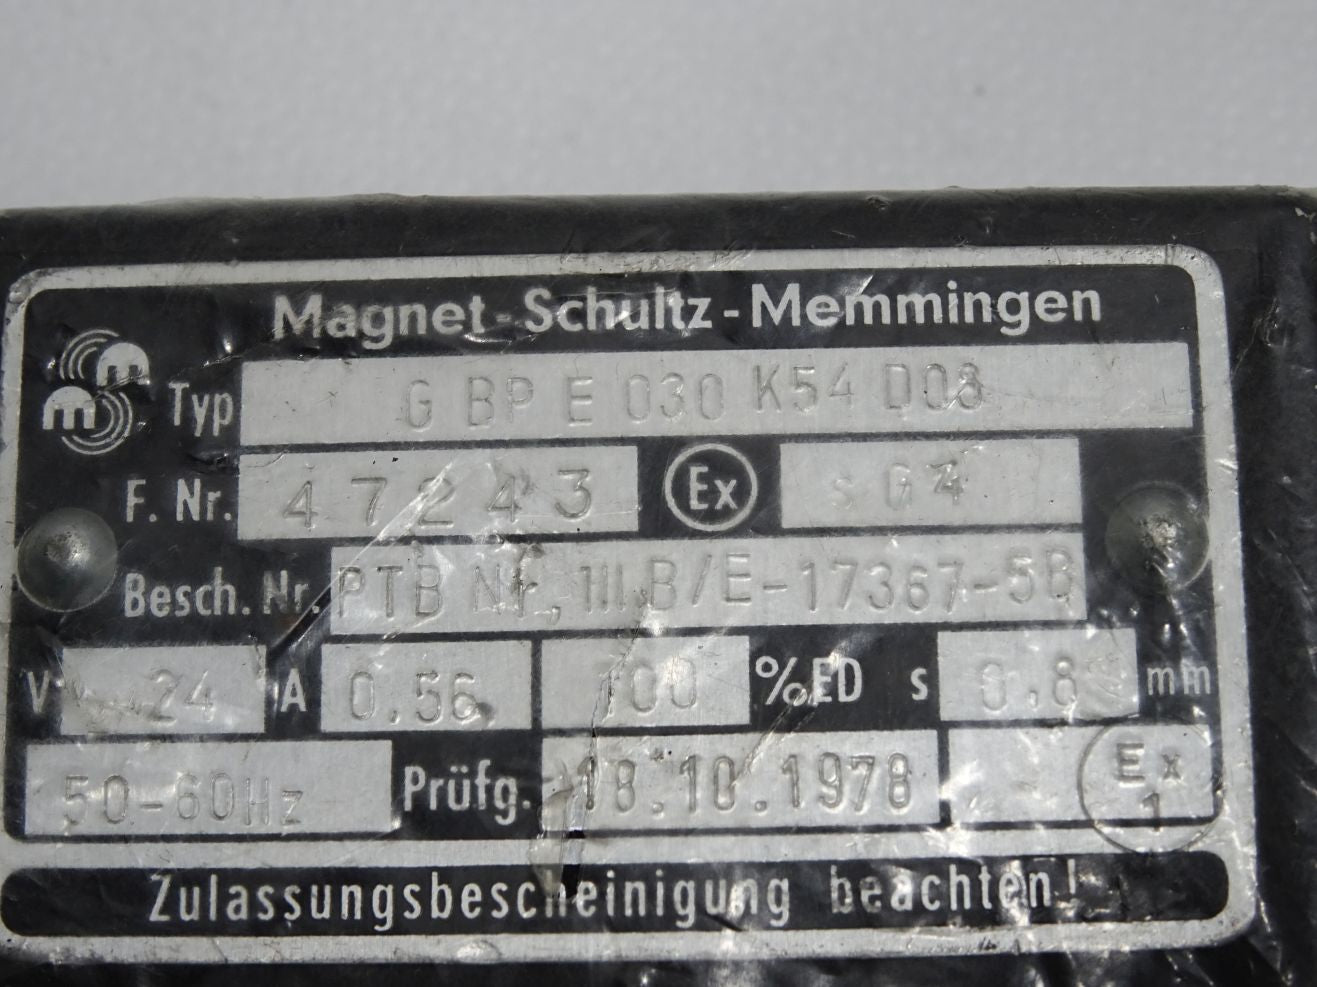 Magnet-Schultz-Memmingen
mm
Typ G BP E 030 K54 D08
F. Nr. 47243 Ex s G4
Besch. Nr. PTB Nr. III B/E-17367-5B
V 24 A 0.56 100 %ED s 0.8 mm
50-60Hz Prüfg. 18.10.1978 Ex 1
Zulassungsbescheinigung beachten!